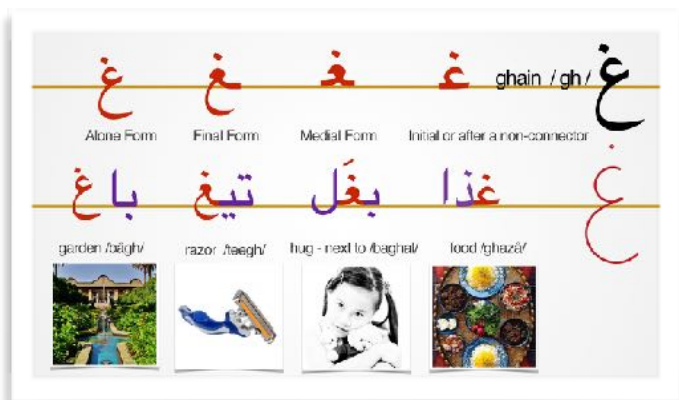 غ ghain / gh / غ غ غ غ
Initial or after a non-connector Medial Form Final Form Alone Form
غ
غذا بغَل تیغ باغ
food /ghazâ/ hug - next to /baghal/ razor /teegh/ garden /bâgh/